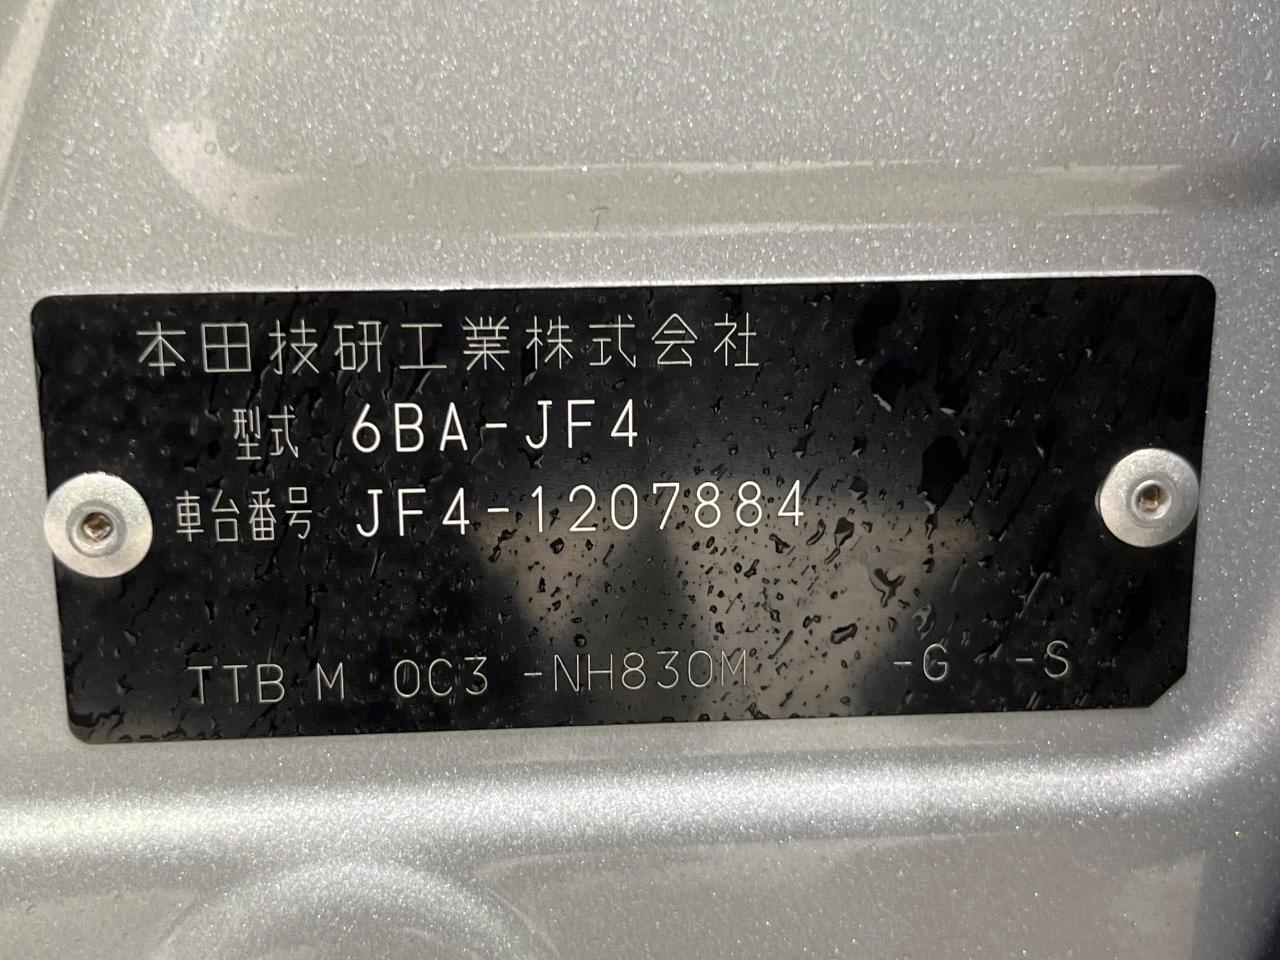 本田技研工業株式会社
型式 6BA-JF4
車台番号 JF4-1207884
TTB M 0C3 -NH830M -G -S